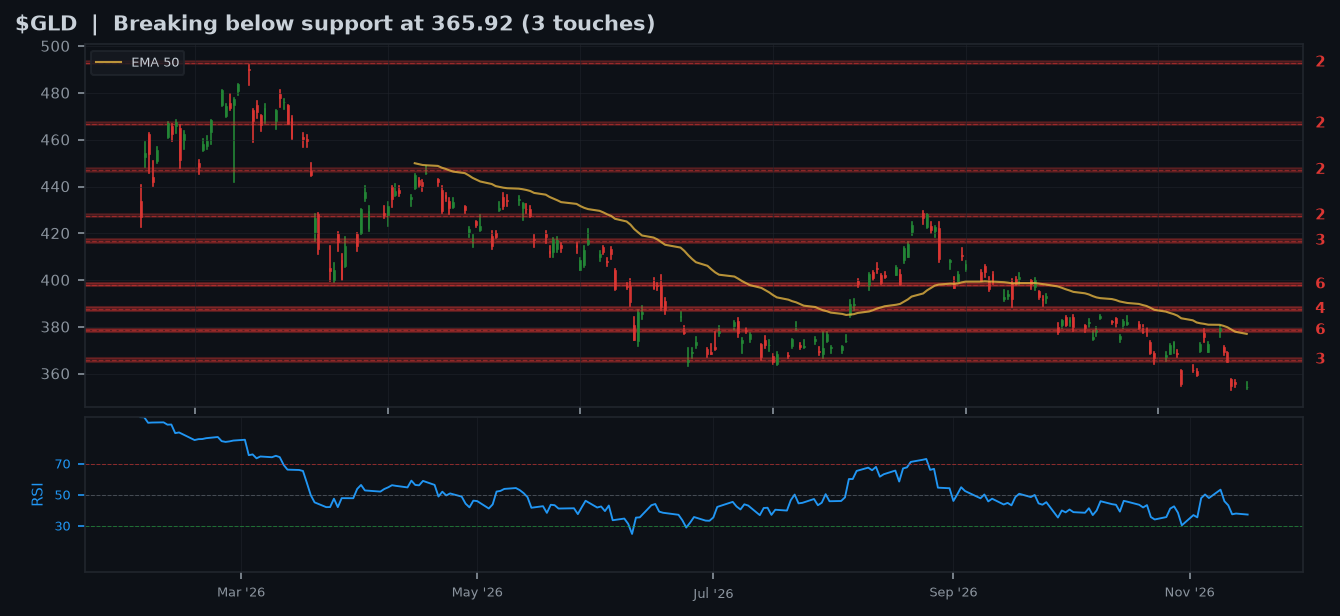 $GLD | Breaking below support at 365.92 (3 touches)
500
EMA 50
2
480
2
460
2
440
2
420
3
400
6
4
380
6
3
360
RSI
70
50
30
Mar '26
May '26
Jul '26
Sep '26
Nov '26